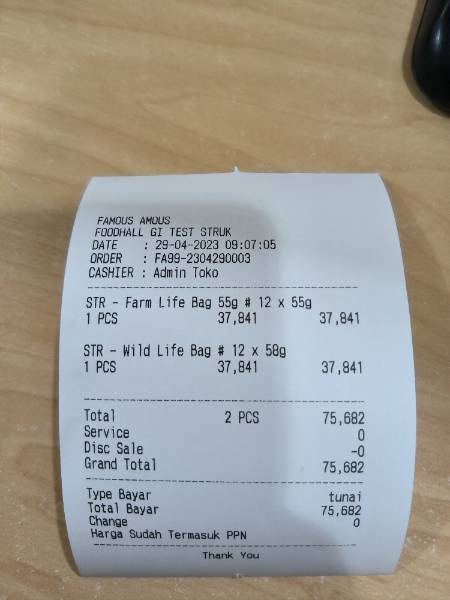 FAMOUS AMOUS
FOODHALL GI TEST STRUK
DATE : 29-04-2023 09:07:05
ORDER : FA99-2304290003
CASHIER : Admin Toko
STR - Farm Life Bag 55g # 12 x 55g
1 PCS 37,841 37,841
STR - Wild Life Bag # 12 x 58g
1 PCS 37,841 37,841
Total 2 PCS 75,682
Service 0
Disc Sale -0
Grand Total 75,682
Type Bayar tunai
Total Bayar 75,682
Change 0
Harga Sudah Termasuk PPN
Thank You